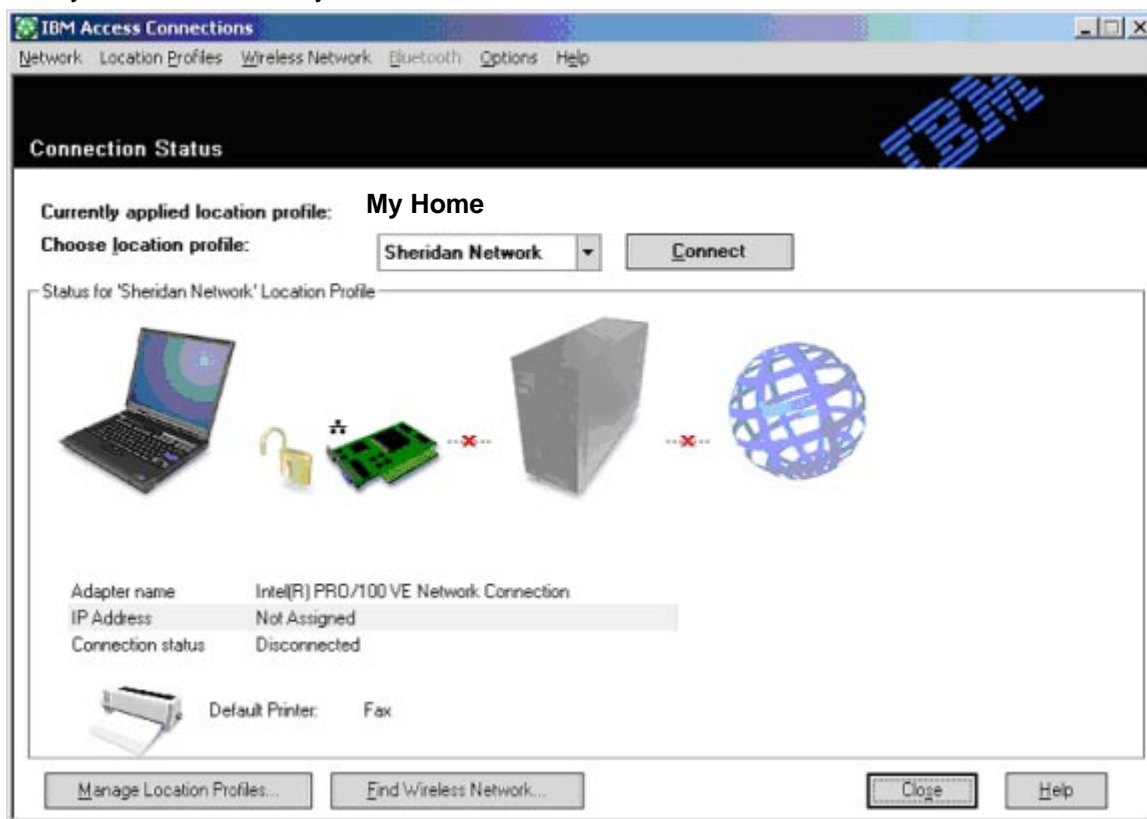 IBM Access Connections
Network Location Profiles Wireless Network Bluetooth Options Help
IBM
Connection Status
Currently applied location profile: My Home
Choose location profile: Sheridan Network Connect
Status for 'Sheridan Network' Location Profile
Adapter name Intel(R) PRO/100 VE Network Connection
IP Address Not Assigned
Connection status Disconnected
Default Printer: Fax
Manage Location Profiles... Find Wireless Network... Close Help